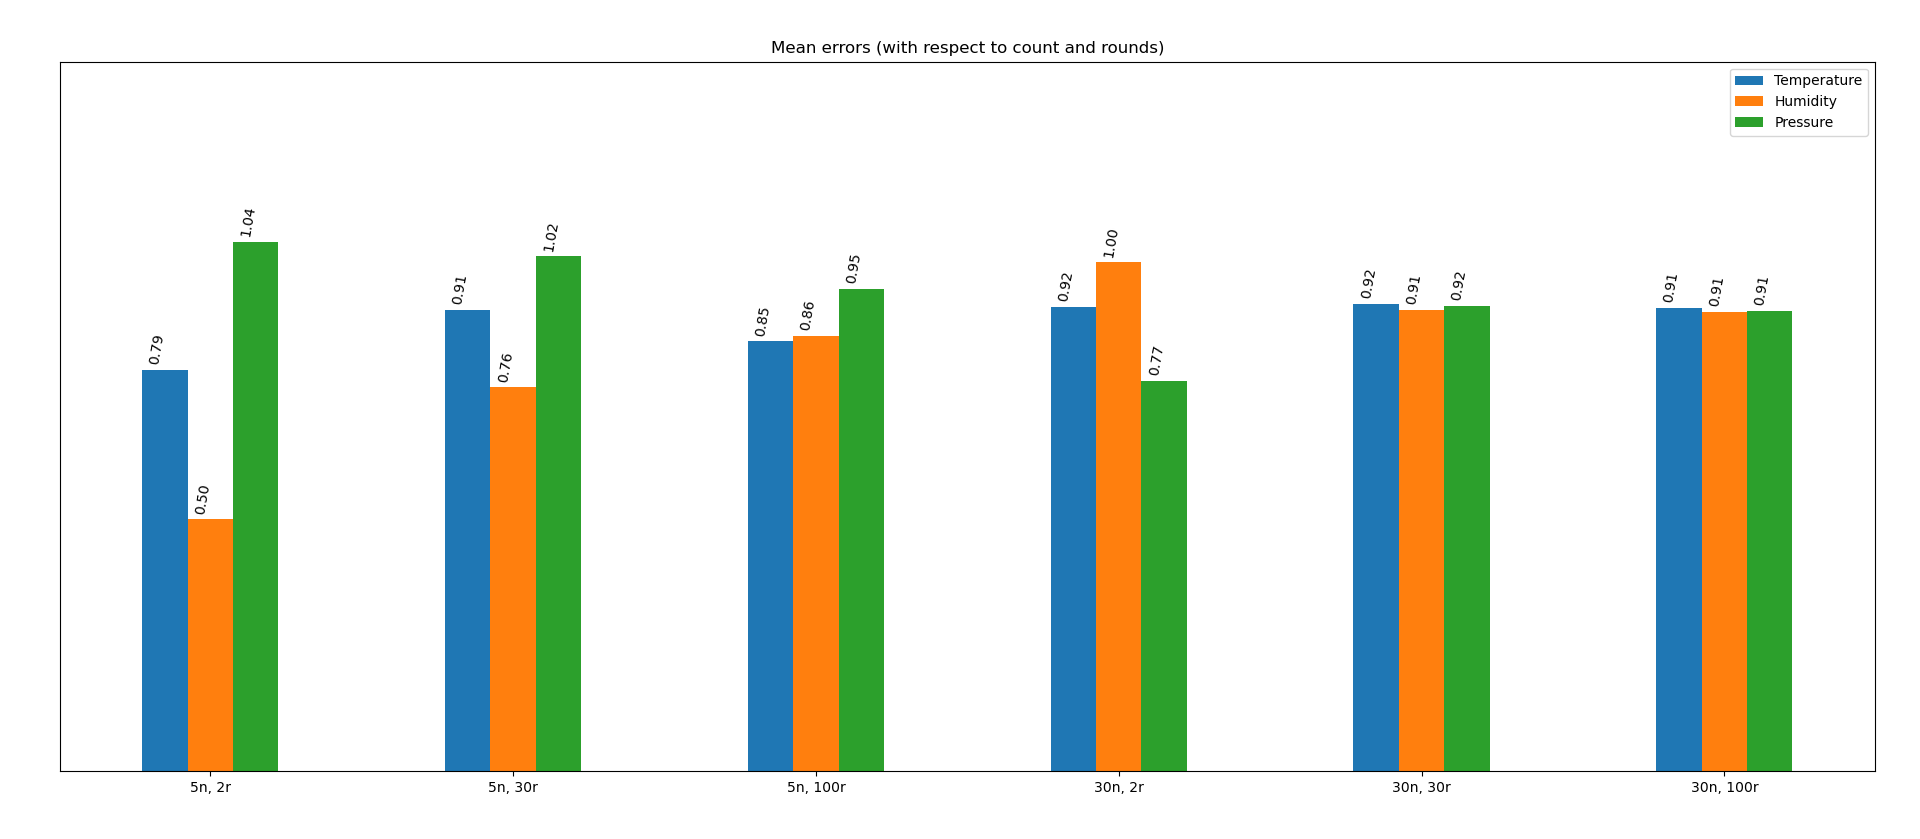 Mean errors (with respect to count and rounds)
Temperature
Humidity
Pressure
0.79
0.50
1.04
0.91
0.76
1.02
0.85
0.86
0.95
0.92
1.00
0.77
0.92
0.91
0.92
0.91
0.91
0.91
5n, 2r
5n, 30r
5n, 100r
30n, 2r
30n, 30r
30n, 100r